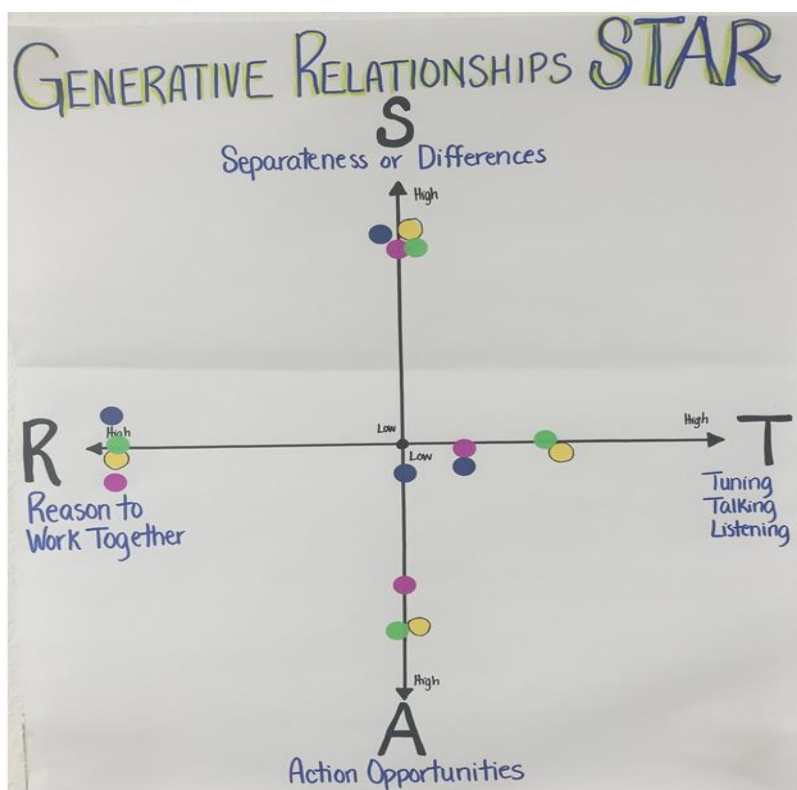 GENERATIVE RELATIONSHIPS STAR
S
Separateness or Differences
High
Low
High
High
Low
R
T
Reason to
Work Together
Tuning
Talking
Listening
High
A
Action Opportunities